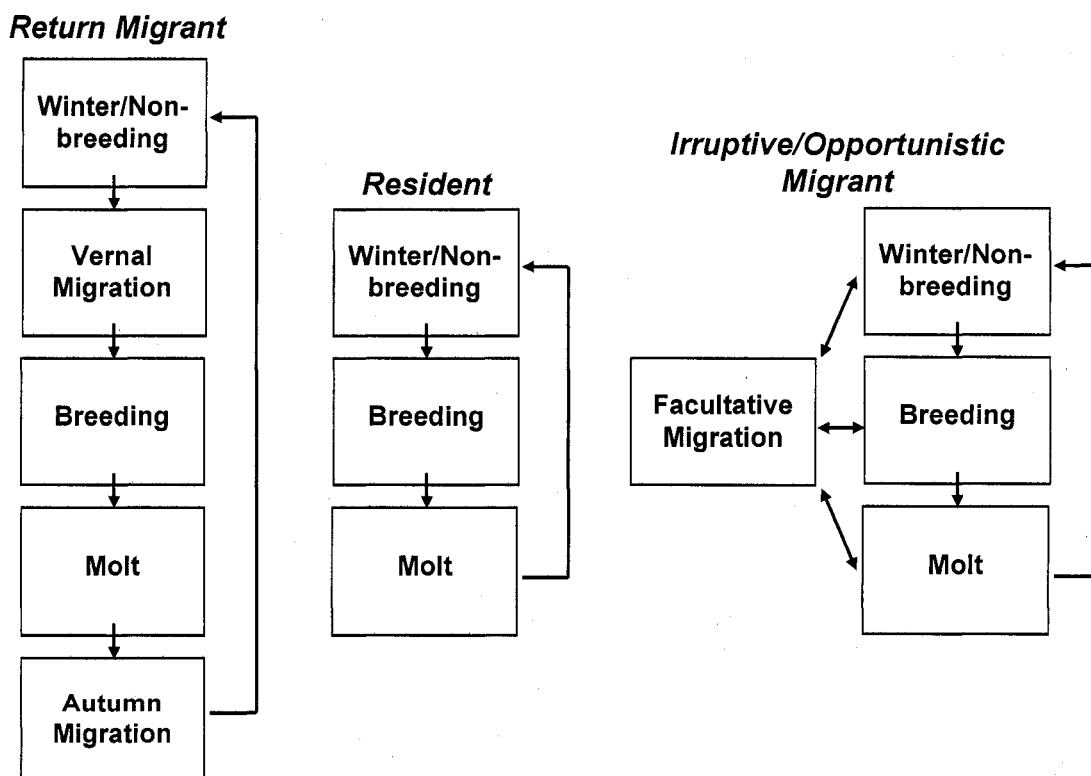 Return Migrant
Winter/Non-
breeding
Vernal
Migration
Breeding
Molt
Autumn
Migration
Resident
Winter/Non-
breeding
Breeding
Molt
Irruptive/Opportunistic
Migrant
Winter/Non-
breeding
Facultative
Migration
Breeding
Molt